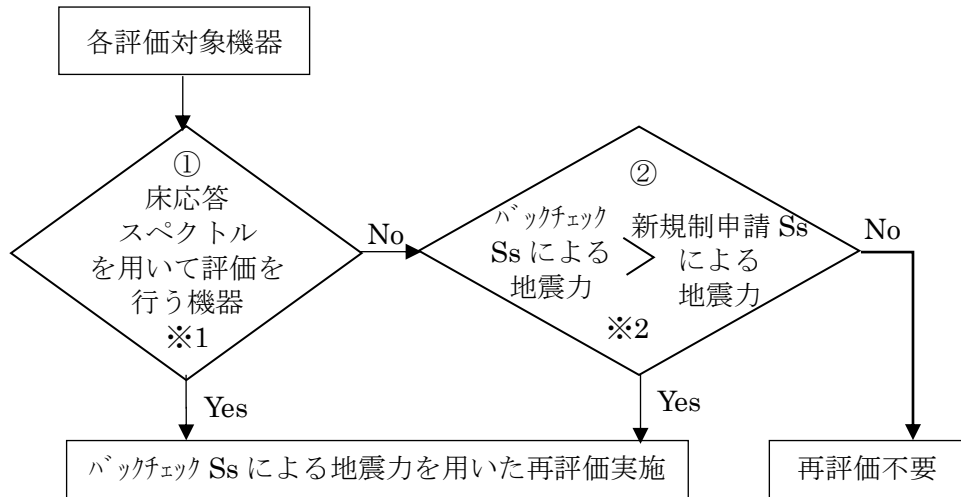 各評価対象機器
①
床応答
スペクトル
を用いて評価を
行う機器
※1
No
②
バックチェック
Ss による
地震力
＞
新規制申請 Ss
による
地震力
※2
No
Yes
Yes
バックチェック Ss による地震力を用いた再評価実施
再評価不要